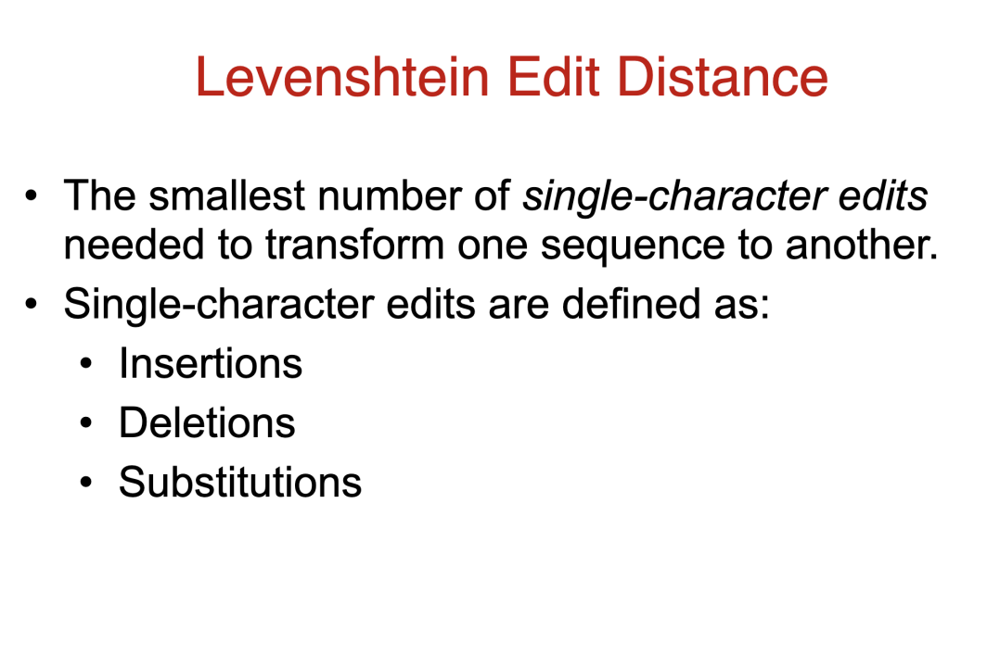 Levenshtein Edit Distance
• The smallest number of single-character edits
needed to transform one sequence to another.
• Single-character edits are defined as:
• Insertions
• Deletions
• Substitutions